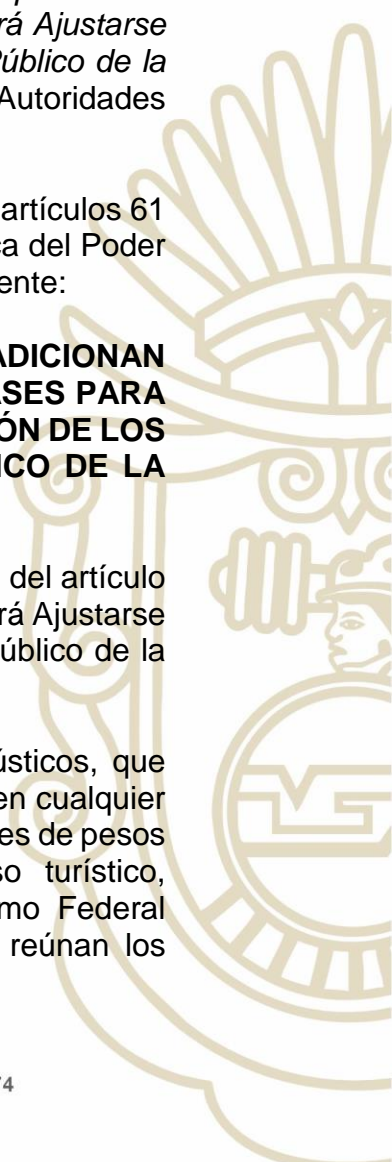 rá Ajustarse
Público de la
Autoridades
artículos 61
ca del Poder
ente:
ADICIONAN
ASES PARA
ÓN DE LOS
ICO DE LA
del artículo
rá Ajustarse
úblico de la
ústicos, que
en cualquier
es de pesos
so turístico,
mo Federal
reúnan los
74